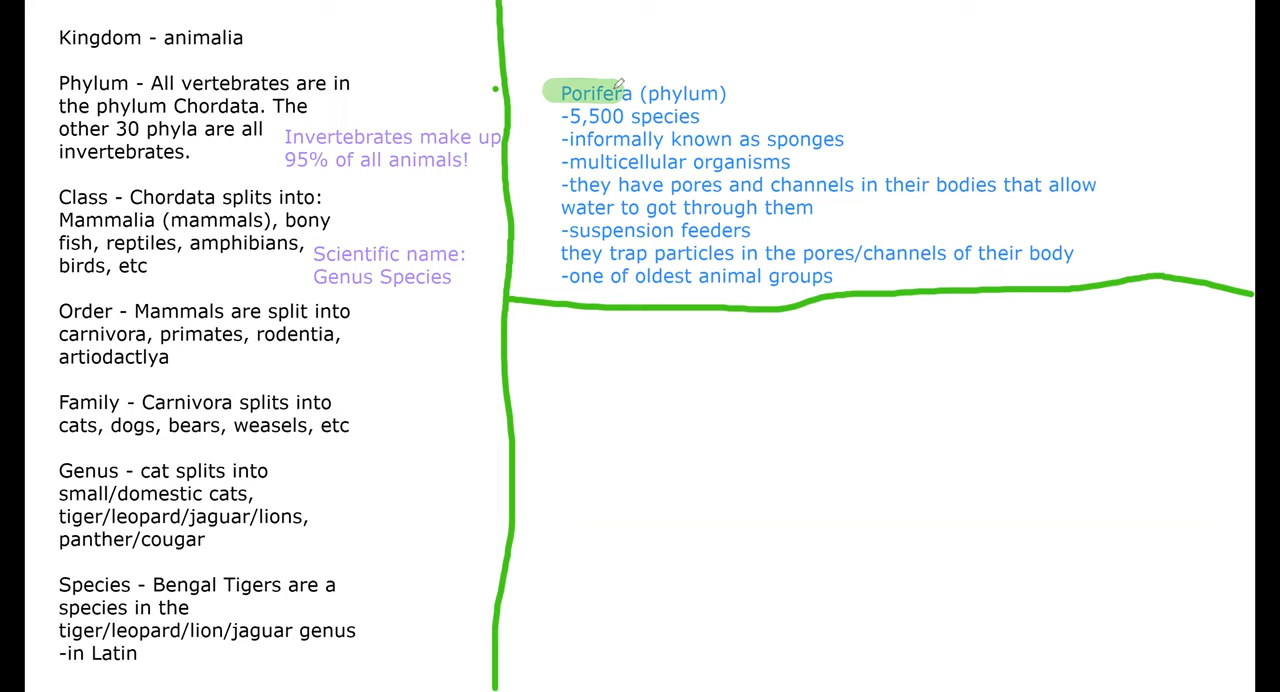 Kingdom - animalia
Phylum - All vertebrates are in
the phylum Chordata. The
other 30 phyla are all
invertebrates.
Invertebrates make up
95% of all animals!
Class - Chordata splits into:
Mammalia (mammals), bony
fish, reptiles, amphibians,
birds, etc
Scientific name:
Genus Species
Order - Mammals are split into
carnivora, primates, rodentia,
artiodactlya
Family - Carnivora splits into
cats, dogs, bears, weasels, etc
Genus - cat splits into
small/domestic cats,
tiger/leopard/jaguar/lions,
panther/cougar
Species - Bengal Tigers are a
species in the
tiger/leopard/lion/jaguar genus
-in Latin
Porifera (phylum)
-5,500 species
-informally known as sponges
-multicellular organisms
-they have pores and channels in their bodies that allow
water to got through them
-suspension feeders
they trap particles in the pores/channels of their body
-one of oldest animal groups